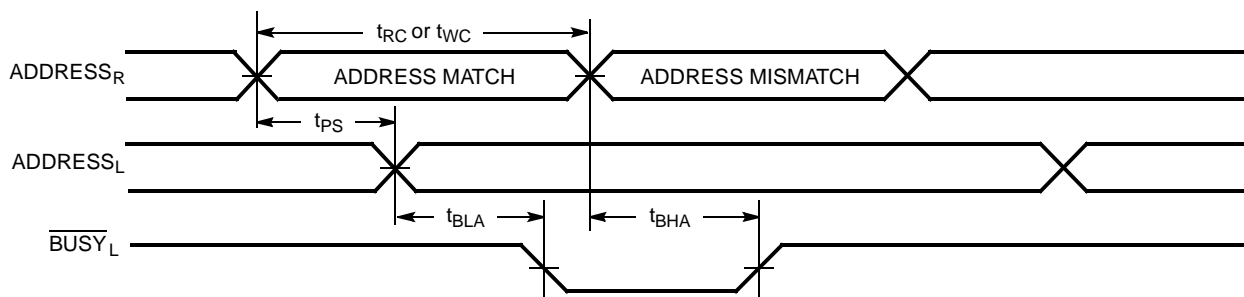 tRC or tWC
ADDRESSR ADDRESS MATCH ADDRESS MISMATCH
tPS
ADDRESSL
tBLA tBHA
BUSYL